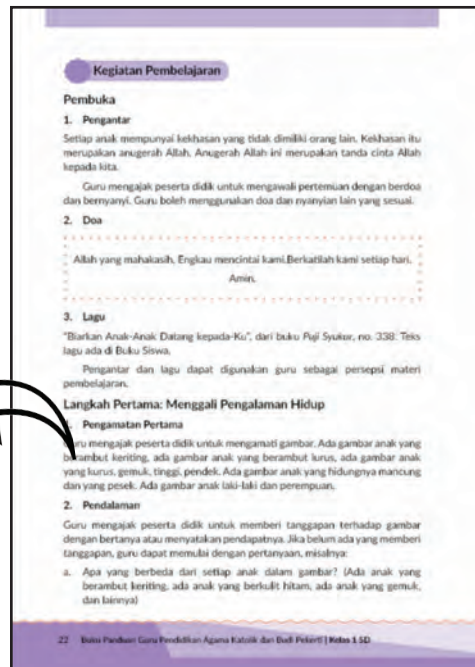 Kegiatan Pembelajaran
Pembuka
1. Pengantar
Setiap anak mempunyai kekhasan yang tidak dimiliki orang lain. Kekhasan itu
merupakan anugerah Allah. Anugerah Allah ini merupakan tanda cinta Allah
kepada kita.
Guru mengajak peserta didik untuk mengawali pertemuan dengan berdoa
dan bernyanyi. Guru boleh menggunakan doa dan nyanyian lain yang sesuai.
2. Doa
Allah yang mahakasih, Engkau mencintai kami.Berkatilah kami setiap hari.
Amin.
3. Lagu
"Biarkan Anak-Anak Datang kepada-Ku", dari buku Puji Syukur, no. 338. Teks
lagu ada di Buku Siswa.
Pengantar dan lagu dapat digunakan guru sebagai persepsi materi
pembelajaran.
Langkah Pertama: Menggali Pengalaman Hidup
Pengamatan Pertama
Guru mengajak peserta didik untuk mengamati gambar. Ada gambar anak yang
berambut keriting, ada gambar anak yang berambut lurus, ada gambar anak
yang kurus, gemuk, tinggi, pendek. Ada gambar anak yang hidungnya mancung
dan yang pesek. Ada gambar anak laki-laki dan perempuan.
2. Pendalaman
Guru mengajak peserta didik untuk memberi tanggapan terhadap gambar
dengan bertanya atau menyatakan pendapatnya. Jika belum ada yang memberi
tanggapan, guru dapat memulai dengan pertanyaan, misalnya:
a. Apa yang berbeda dari setiap anak dalam gambar? (Ada anak yang
berambut keriting, ada anak yang berkulit hitam, ada anak yang gemuk,
dan lainnya)
22 Buku Panduan Guru Pendidikan Agama Katolik dan Budi Pekerti | Kelas 1 SD